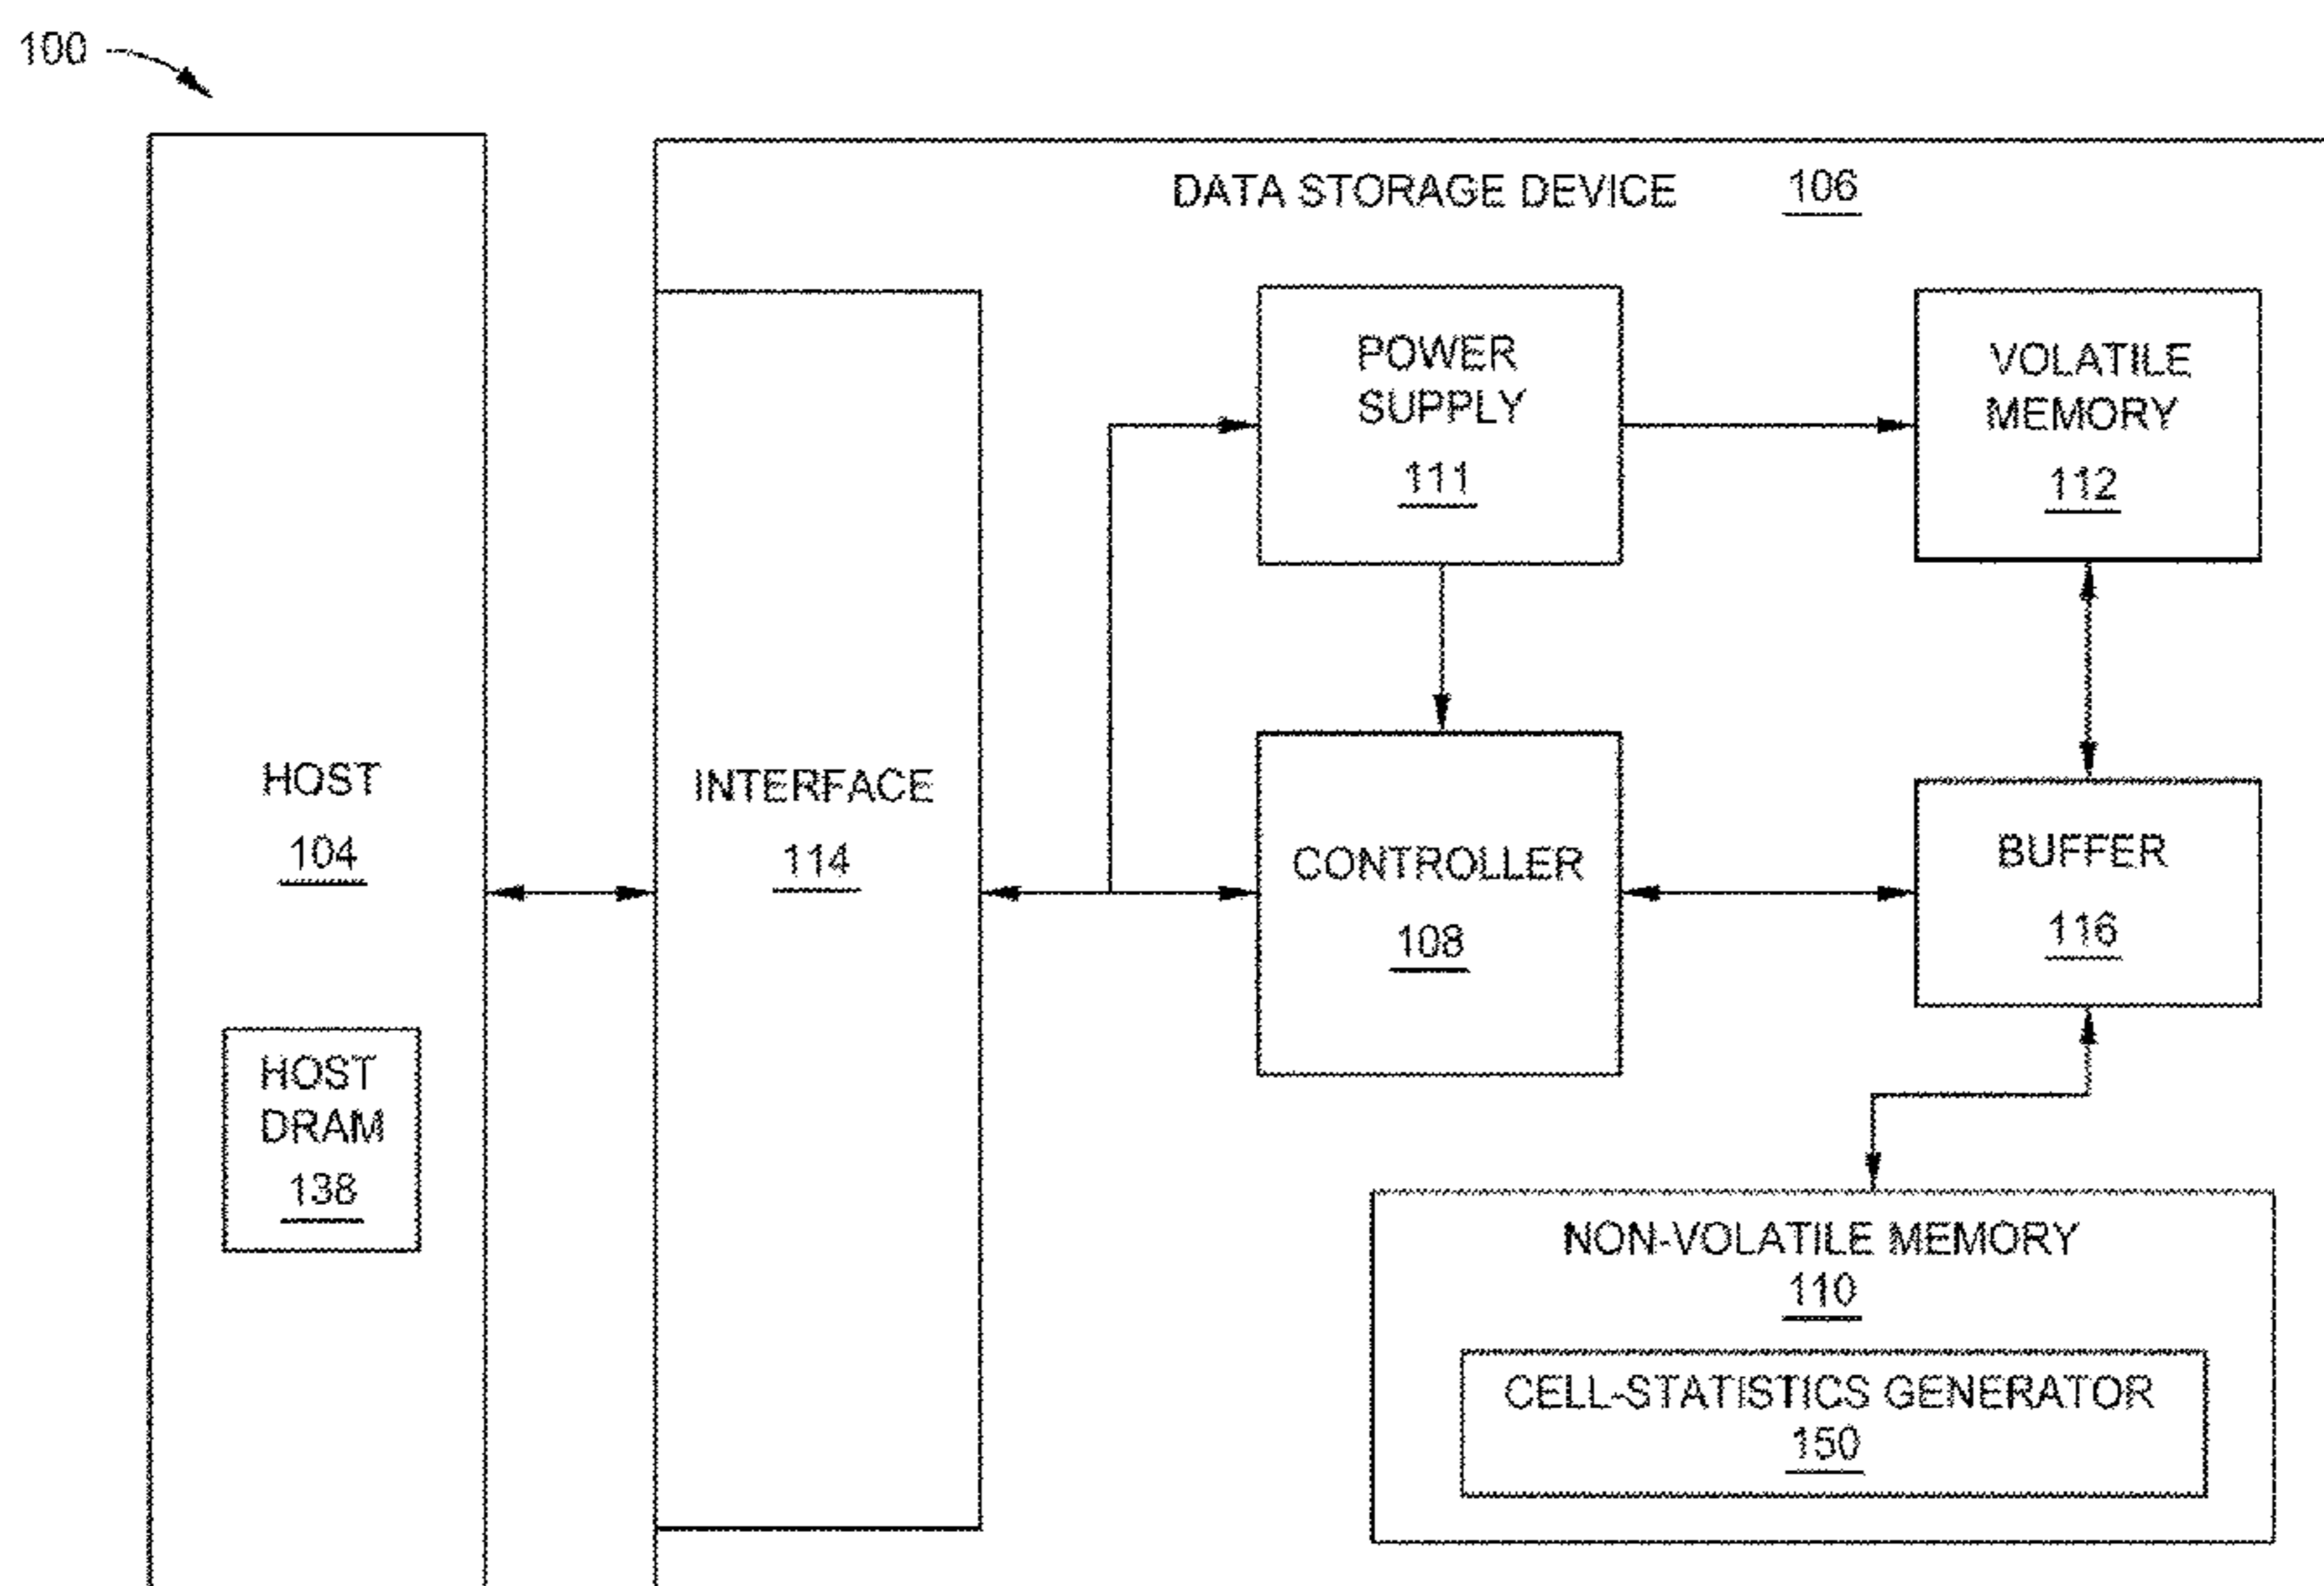 100
DATA STORAGE DEVICE 106
POWER
SUPPLY
111
VOLATILE
MEMORY
112
HOST
104
INTERFACE
114
CONTROLLER
108
BUFFER
116
HOST
DRAM
138
NON-VOLATILE MEMORY
110
CELL-STATISTICS GENERATOR
150